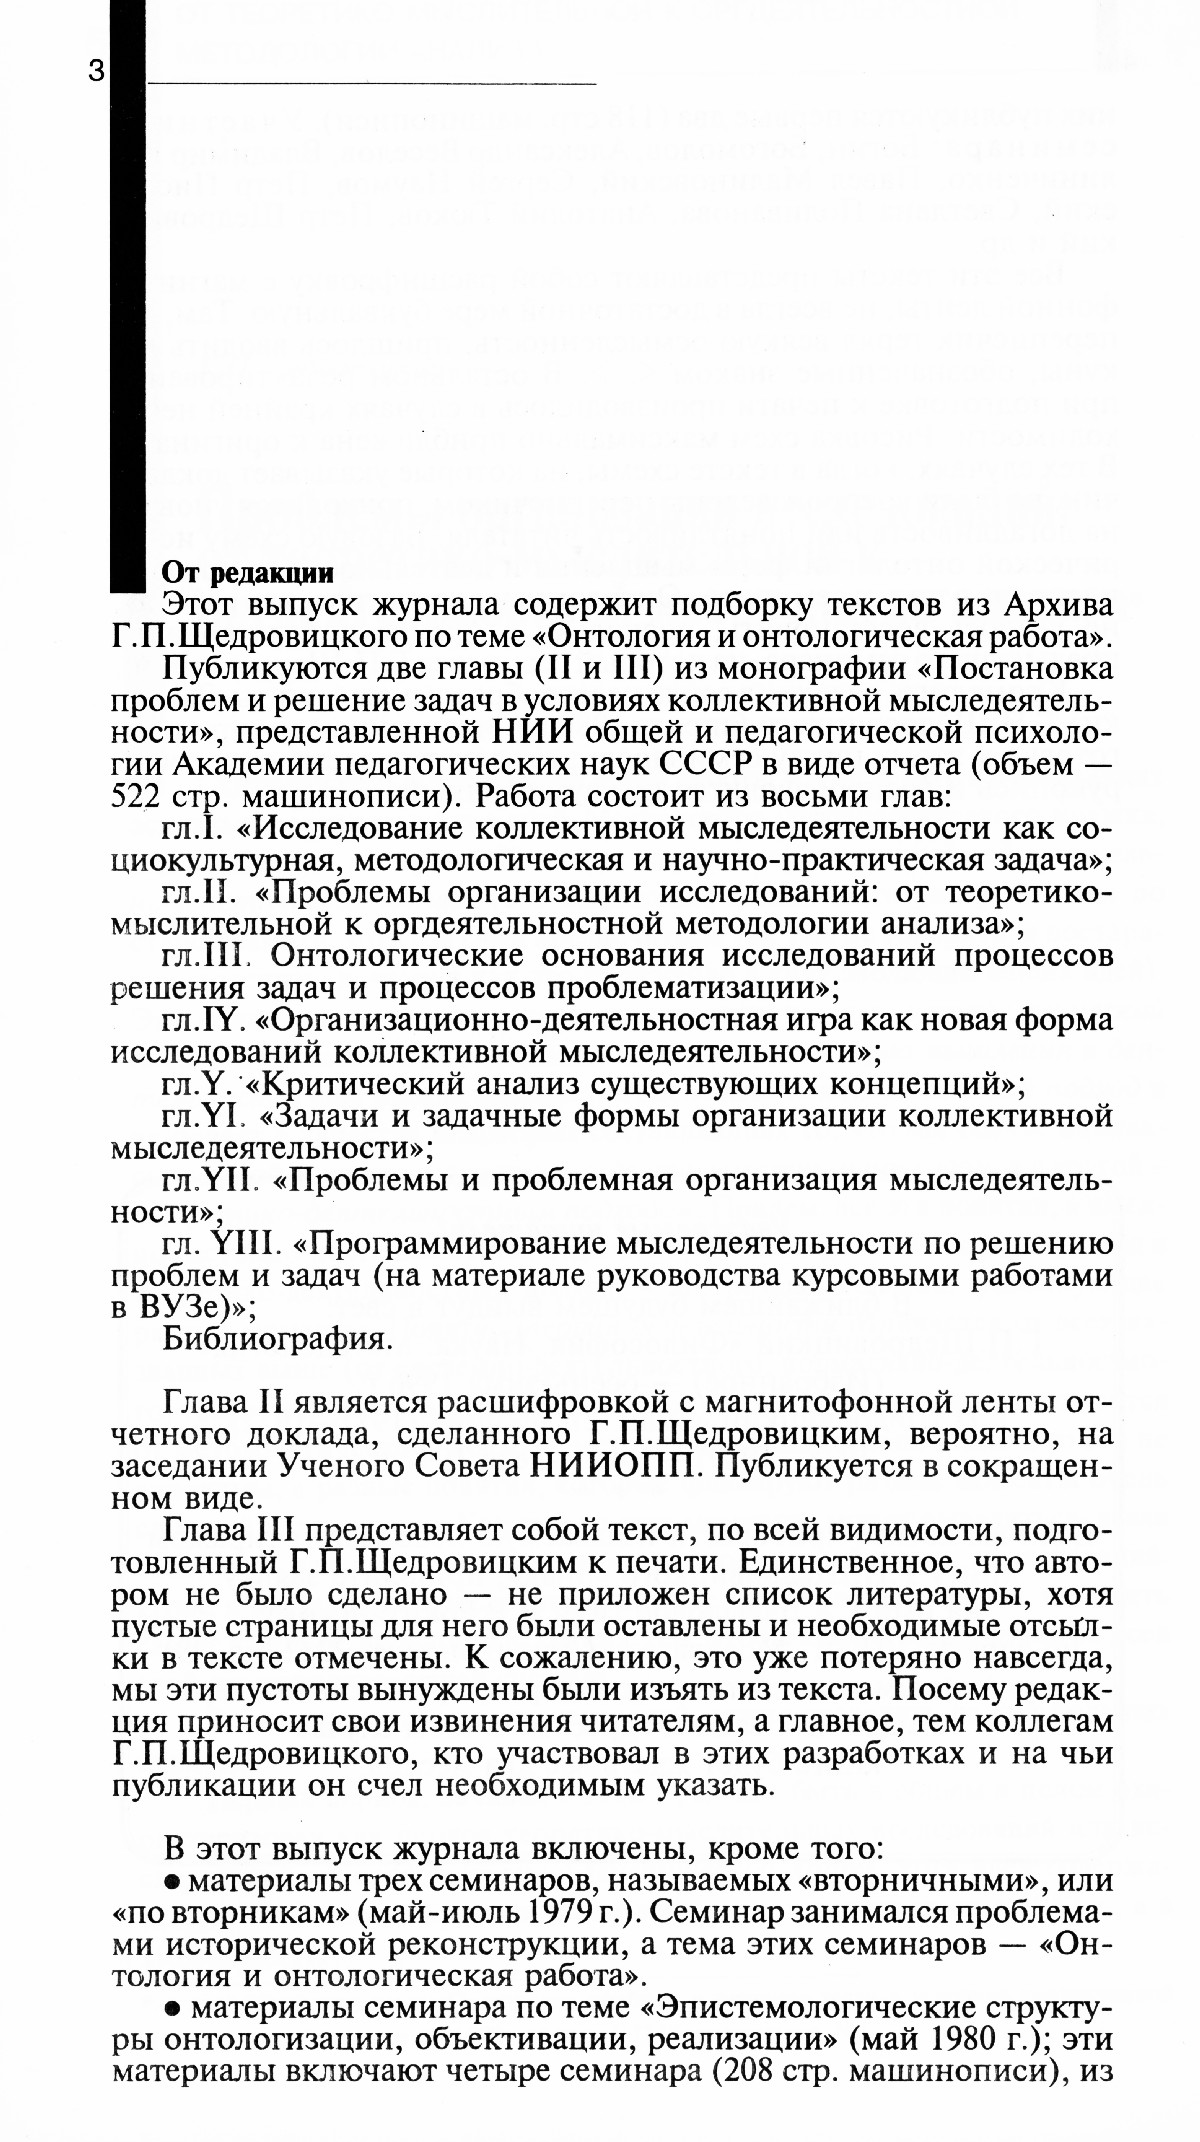 3
От редакции
Этот выпуск журнала содержит подборку текстов из Архива
Г.П.Щедровицкого по теме «Онтология и онтологическая работа».
Публикуются две главы (II и III) из монографии «Постановка
проблем и решение задач в условиях коллективной мыследеятель-
ности», представленной НИИ общей и педагогической психоло-
гии Академии педагогических наук СССР в виде отчета (объем —
522 стр. машинописи). Работа состоит из восьми глав:
гл.I. «Исследование коллективной мыследеятельности как со-
циокультурная, методологическая и научно-практическая задача»;
гл.II. «Проблемы организации исследований: от теоретико-
мыслительной к оргдеятельностной методологии анализа»;
гл.III. Онтологические основания исследований процессов
решения задач и процессов проблематизации»;
гл.IY. «Организационно-деятельностная игра как новая форма
исследований коллективной мыследеятельности»;
гл.Y. «Критический анализ существующих концепций»;
гл.YI. «Задачи и задачные формы организации коллективной
мыследеятельности»;
гл.YII. «Проблемы и проблемная организация мыследеятель-
ности»;
гл. YIII. «Программирование мыследеятельности по решению
проблем и задач (на материале руководства курсовыми работами
в ВУЗе)»;
Библиография.
Глава II является расшифровкой с магнитофонной ленты от-
четного доклада, сделанного Г.П.Щедровицким, вероятно, на
заседании Ученого Совета НИИОПП. Публикуется в сокращен-
ном виде.
Глава III представляет собой текст, по всей видимости, подго-
товленный Г.П.Щедровицким к печати. Единственное, что авто-
ром не было сделано — не приложен список литературы, хотя
пустые страницы для него были оставлены и необходимые отсыл-
ки в тексте отмечены. К сожалению, это уже потеряно навсегда,
мы эти пустоты вынуждены были изъять из текста. Посему редак-
ция приносит свои извинения читателям, а главное, тем коллегам
Г.П.Щедровицкого, кто участвовал в этих разработках и на чьи
публикации он счел необходимым указать.
В этот выпуск журнала включены, кроме того:
● материалы трех семинаров, называемых «вторничными», или
«по вторникам» (май-июль 1979 г.). Семинар занимался проблема-
ми исторической реконструкции, а тема этих семинаров — «Он-
тология и онтологическая работа».
● материалы семинара по теме «Эпистемологические структу-
ры онтологизации, объективации, реализации» (май 1980 г.); эти
материалы включают четыре семинара (208 стр. машинописи), из